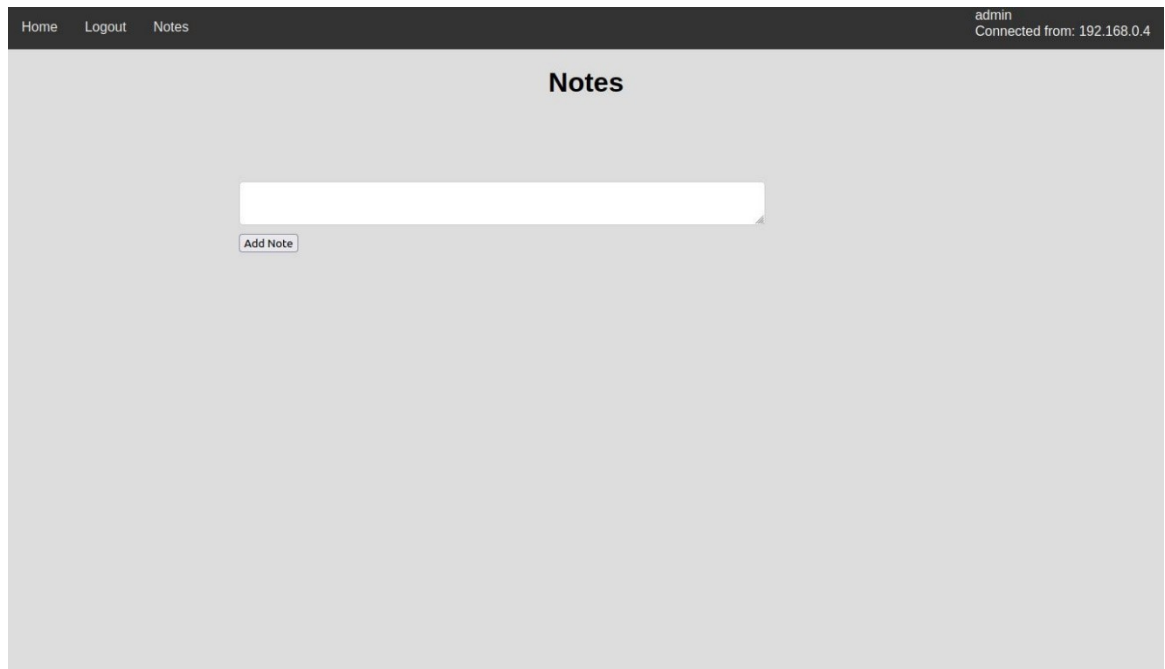 Home Logout Notes
admin
Connected from: 192.168.0.4
Notes
Add Note